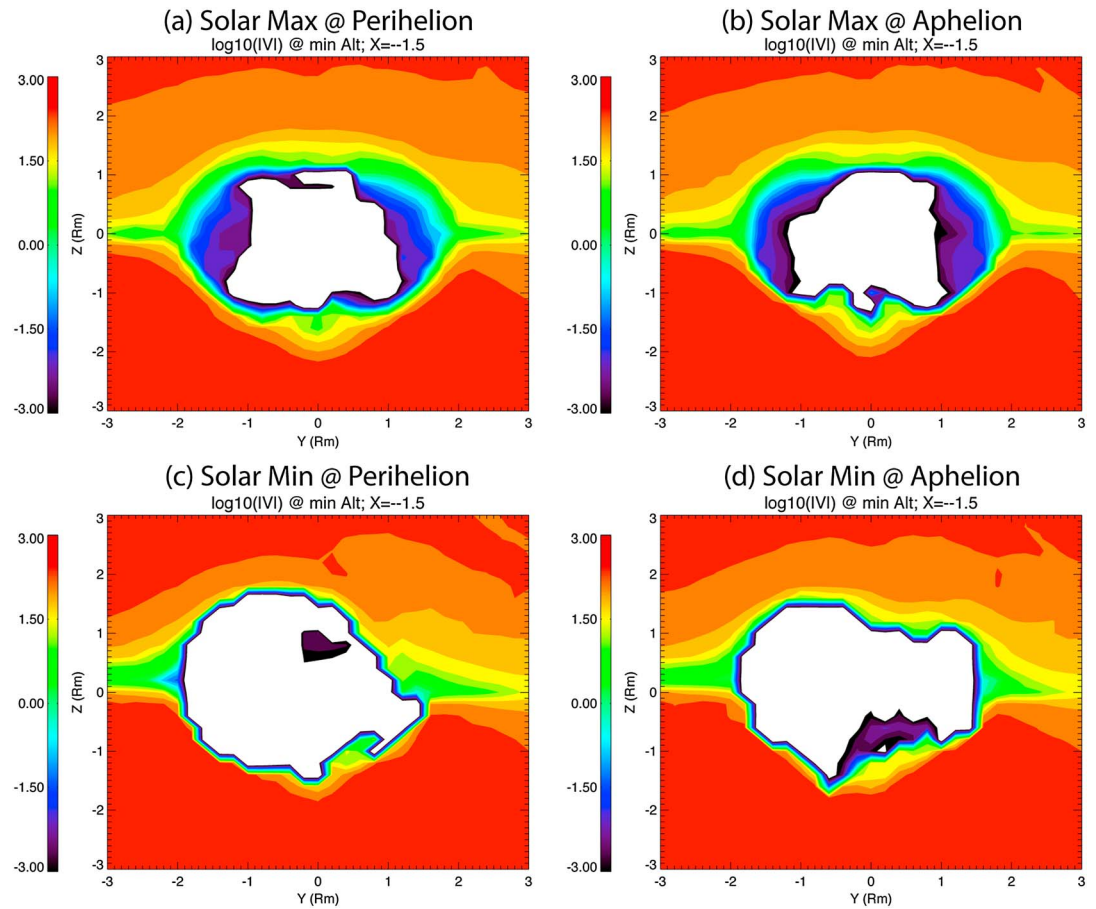 (a) Solar Max @ Perihelion
log10(IVI) @ min Alt; X=--1.5
3.00
1.50
0.00
-1.50
-3.00
Z (Rm)
3
2
1
0
-1
-2
-3
-3 -2 -1 0 1 2 3
Y (Rm)
(b) Solar Max @ Aphelion
log10(IVI) @ min Alt; X=--1.5
3.00
1.50
0.00
-1.50
-3.00
Z (Rm)
3
2
1
0
-1
-2
-3
-3 -2 -1 0 1 2 3
Y (Rm)
(c) Solar Min @ Perihelion
log10(IVI) @ min Alt; X=--1.5
3.00
1.50
0.00
-1.50
-3.00
Z (Rm)
3
2
1
0
-1
-2
-3
-3 -2 -1 0 1 2 3
Y (Rm)
(d) Solar Min @ Aphelion
log10(IVI) @ min Alt; X=--1.5
3.00
1.50
0.00
-1.50
-3.00
Z (Rm)
3
2
1
0
-1
-2
-3
-3 -2 -1 0 1 2 3
Y (Rm)